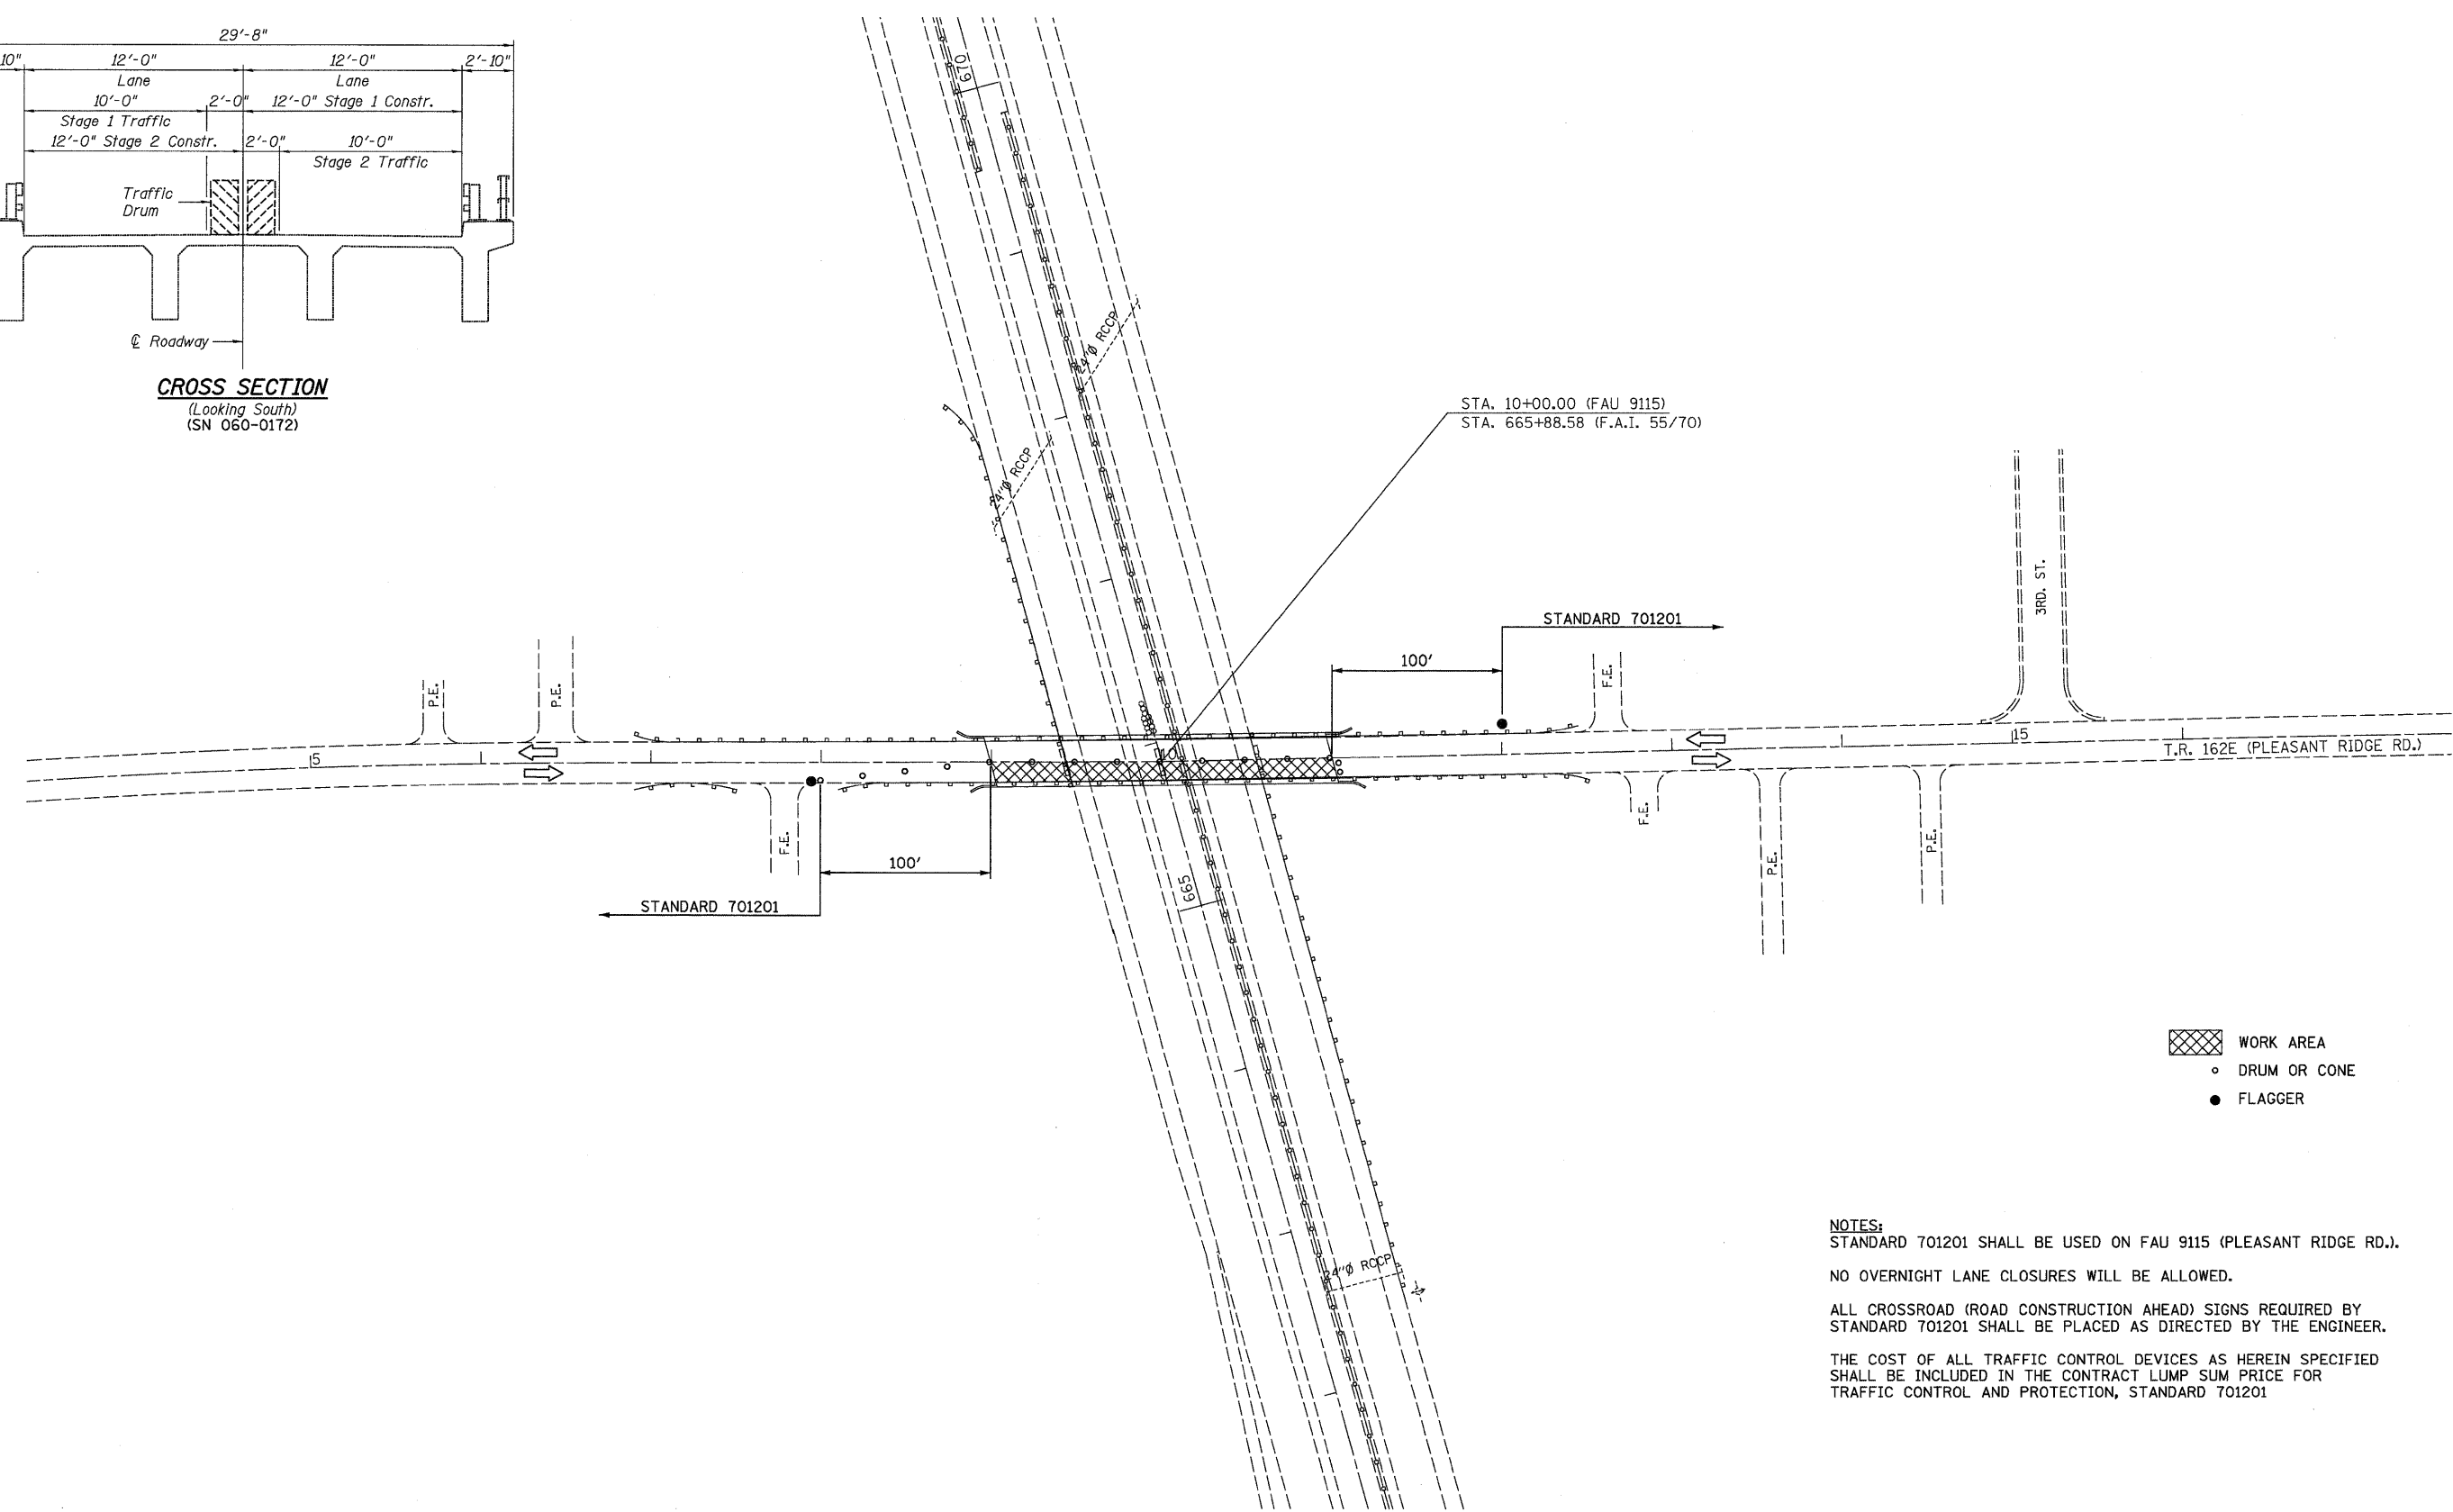 29'-8"
10" 12'-0" 12'-0" 2'-10"
Lane Lane
10'-0" 2'-0" 12'-0" Stage 1 Constr.
Stage 1 Traffic
12'-0" Stage 2 Constr. 2'-0 10'-0"
Stage 2 Traffic
Traffic
Drum
℄ Roadway
CROSS SECTION
(Looking South)
(SN 060-0172)
670
24"Ø RCCP
24"Ø RCCP
STA. 10+00.00 (FAU 9115)
STA. 665+88.58 (F.A.I. 55/70)
3RD. ST.
STANDARD 701201
100'
P.E.
P.E.
F.E.
5
10
15
T.R. 162E (PLEASANT RIDGE RD.)
F.E.
F.E.
P.E.
P.E.
100'
STANDARD 701201
665
WORK AREA
DRUM OR CONE
FLAGGER
24"Ø RCCP
NOTES:
STANDARD 701201 SHALL BE USED ON FAU 9115 (PLEASANT RIDGE RD.).
NO OVERNIGHT LANE CLOSURES WILL BE ALLOWED.
ALL CROSSROAD (ROAD CONSTRUCTION AHEAD) SIGNS REQUIRED BY
STANDARD 701201 SHALL BE PLACED AS DIRECTED BY THE ENGINEER.
THE COST OF ALL TRAFFIC CONTROL DEVICES AS HEREIN SPECIFIED
SHALL BE INCLUDED IN THE CONTRACT LUMP SUM PRICE FOR
TRAFFIC CONTROL AND PROTECTION, STANDARD 701201